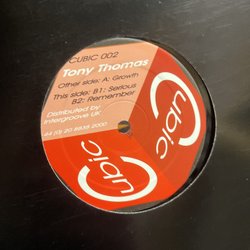 CUBIC 002
Tony Thomas
Other side: A: Growth
This side: B1: Serious
B2: Remember
Distributed by
Intergroove UK
44 (0) 20 8838 2000
Cubic
Cubic